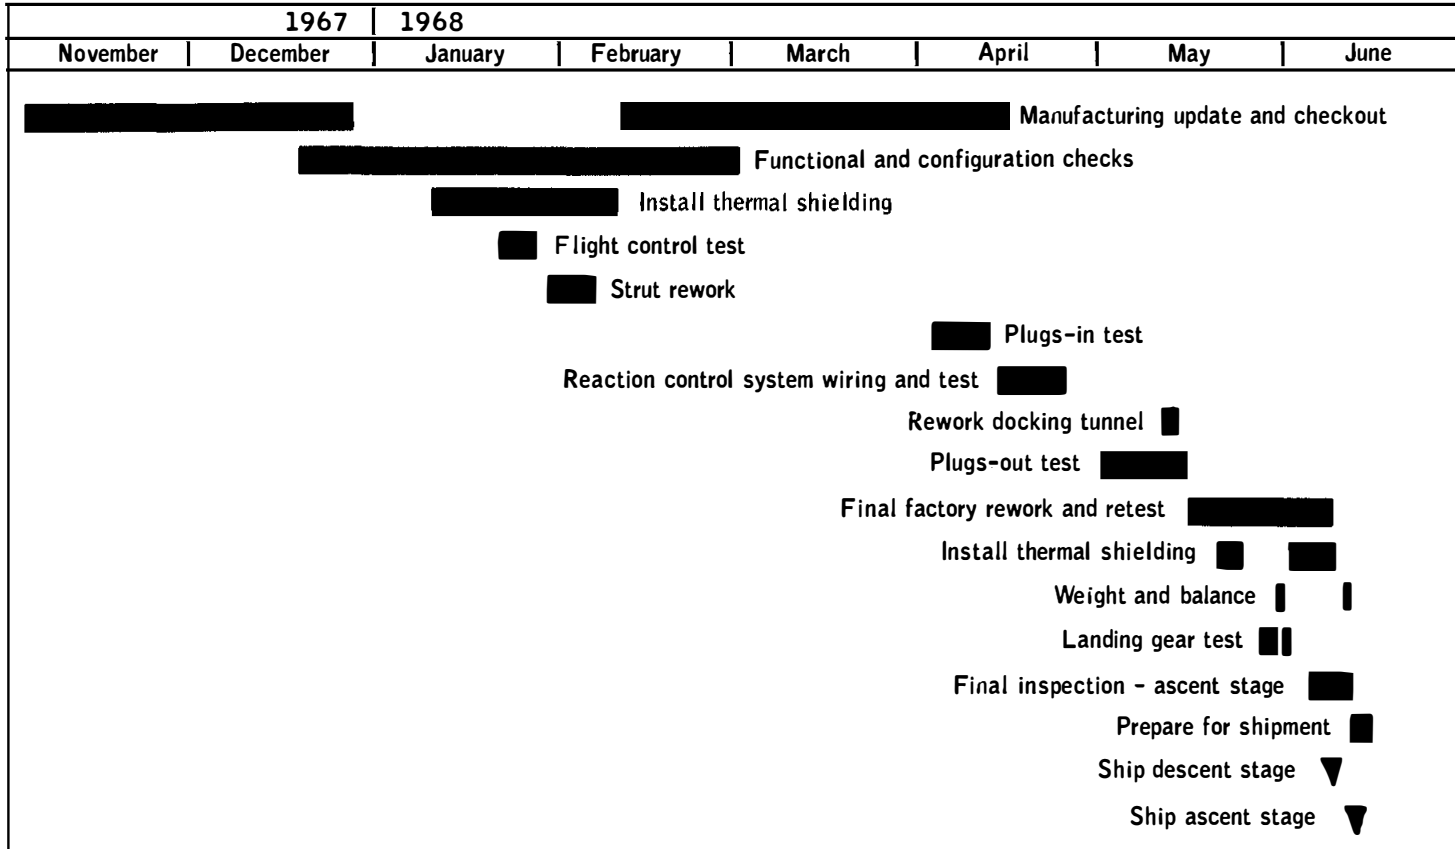 1967 | 1968
November | December | January | February | March | April | May | June
Manufacturing update and checkout
Functional and configuration checks
Install thermal shielding
Flight control test
Strut rework
Plugs-in test
Reaction control system wiring and test
Rework docking tunnel
Plugs-out test
Final factory rework and retest
Install thermal shielding
Weight and balance
Landing gear test
Final inspection - ascent stage
Prepare for shipment
Ship descent stage
Ship ascent stage